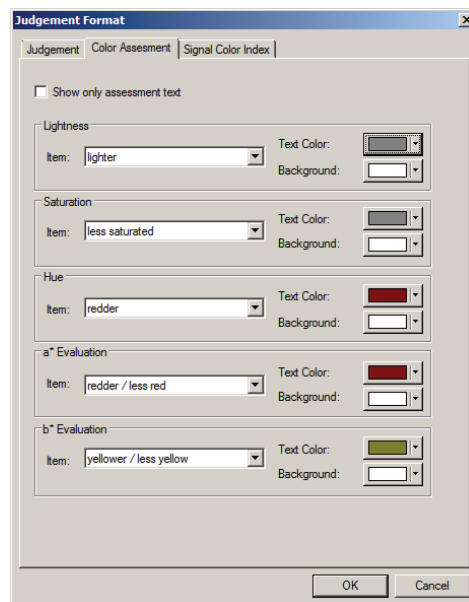 Judgement Format
Judgement Color Assesment Signal Color Index
Show only assessment text
Lightness
Item: lighter Text Color:
Background:
Saturation
Item: less saturated Text Color:
Background:
Hue
Item: redder Text Color:
Background:
a* Evaluation
Item: redder / less red Text Color:
Background:
b* Evaluation
Item: yellower / less yellow Text Color:
Background:
OK Cancel